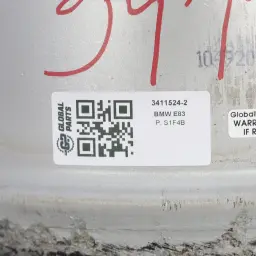 GLOBAL
PARTS
3411524-2
BMW E83
P. S1F4B
Global
WARR
IF R